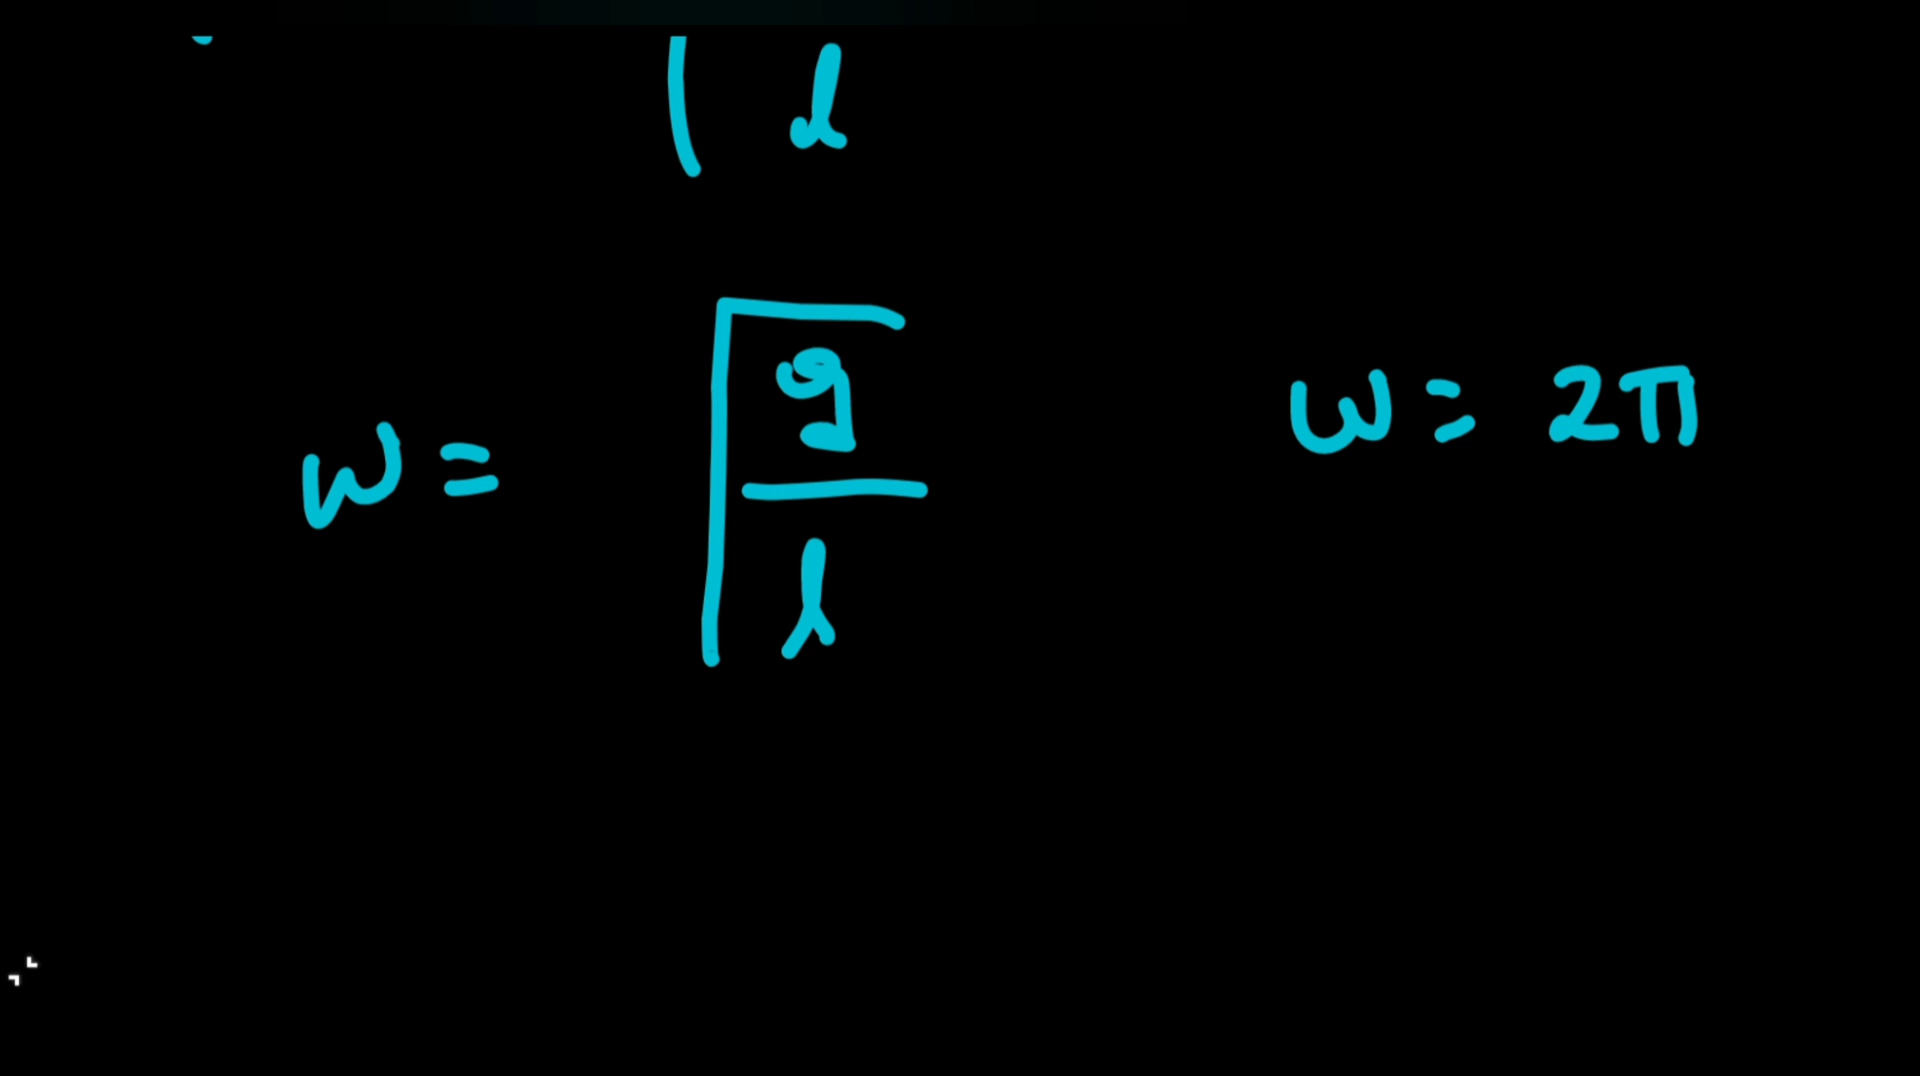 l
ω = √(g/l)
ω = 2π